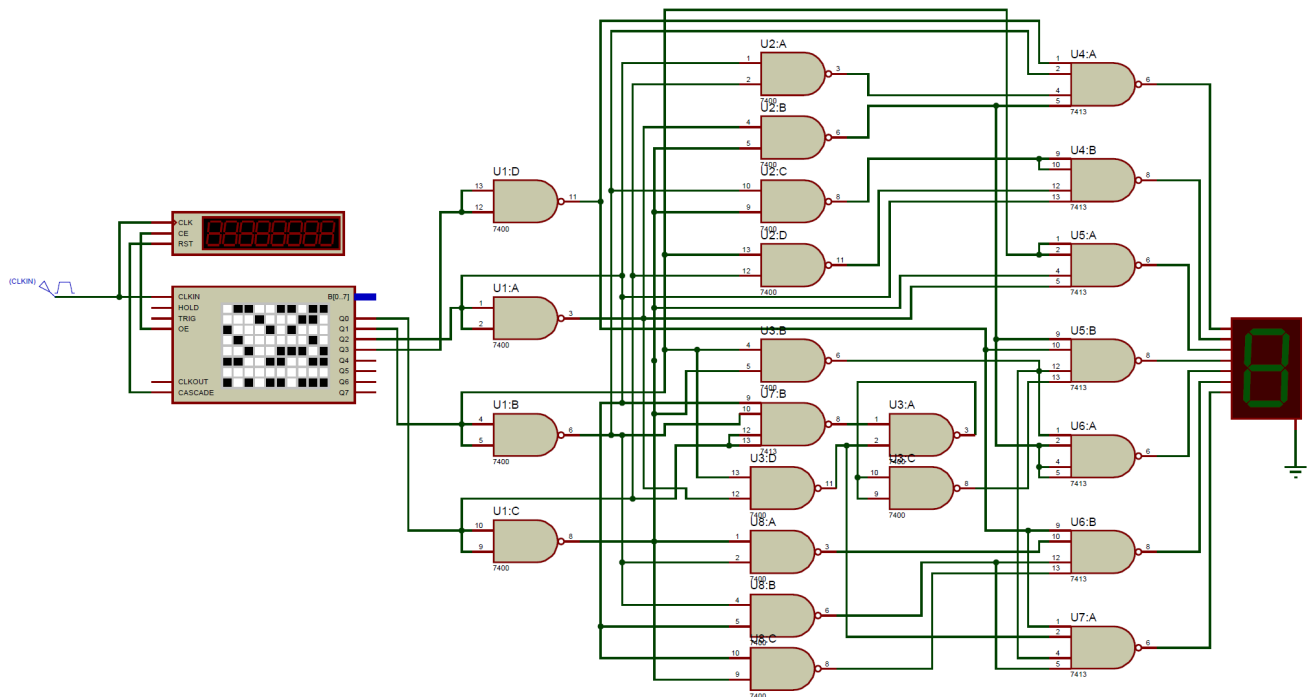 U2:A
1
2
3
7400
U4:A
1
2
4
5
6
7413
U2:B
4
5
6
7400
U4:B
9
10
12
13
8
7413
U1:D
13
12
11
7400
U2:C
10
9
8
7400
CLK
CE
RST
U2:D
13
12
11
7400
U5:A
1
2
4
5
6
7413
(CLKIN)
CLKIN
HOLD
TRIG
OE
CLKOUT
CASCADE
B[0..7]
Q0
Q1
Q2
Q3
Q4
Q5
Q6
Q7
U1:A
1
2
3
7400
U3:B
4
5
6
7400
U5:B
9
10
12
13
8
7413
U1:B
4
5
6
7400
U7:B
9
10
12
13
8
7413
U3:A
1
2
3
7400
U6:A
1
2
4
5
6
7413
U3:D
13
12
11
7400
U3:C
10
9
8
7400
U1:C
10
9
8
7400
U8:A
1
2
3
7400
U6:B
9
10
12
13
8
7413
U8:B
4
5
6
7400
U8:C
10
9
8
7400
U7:A
1
2
4
5
6
7413